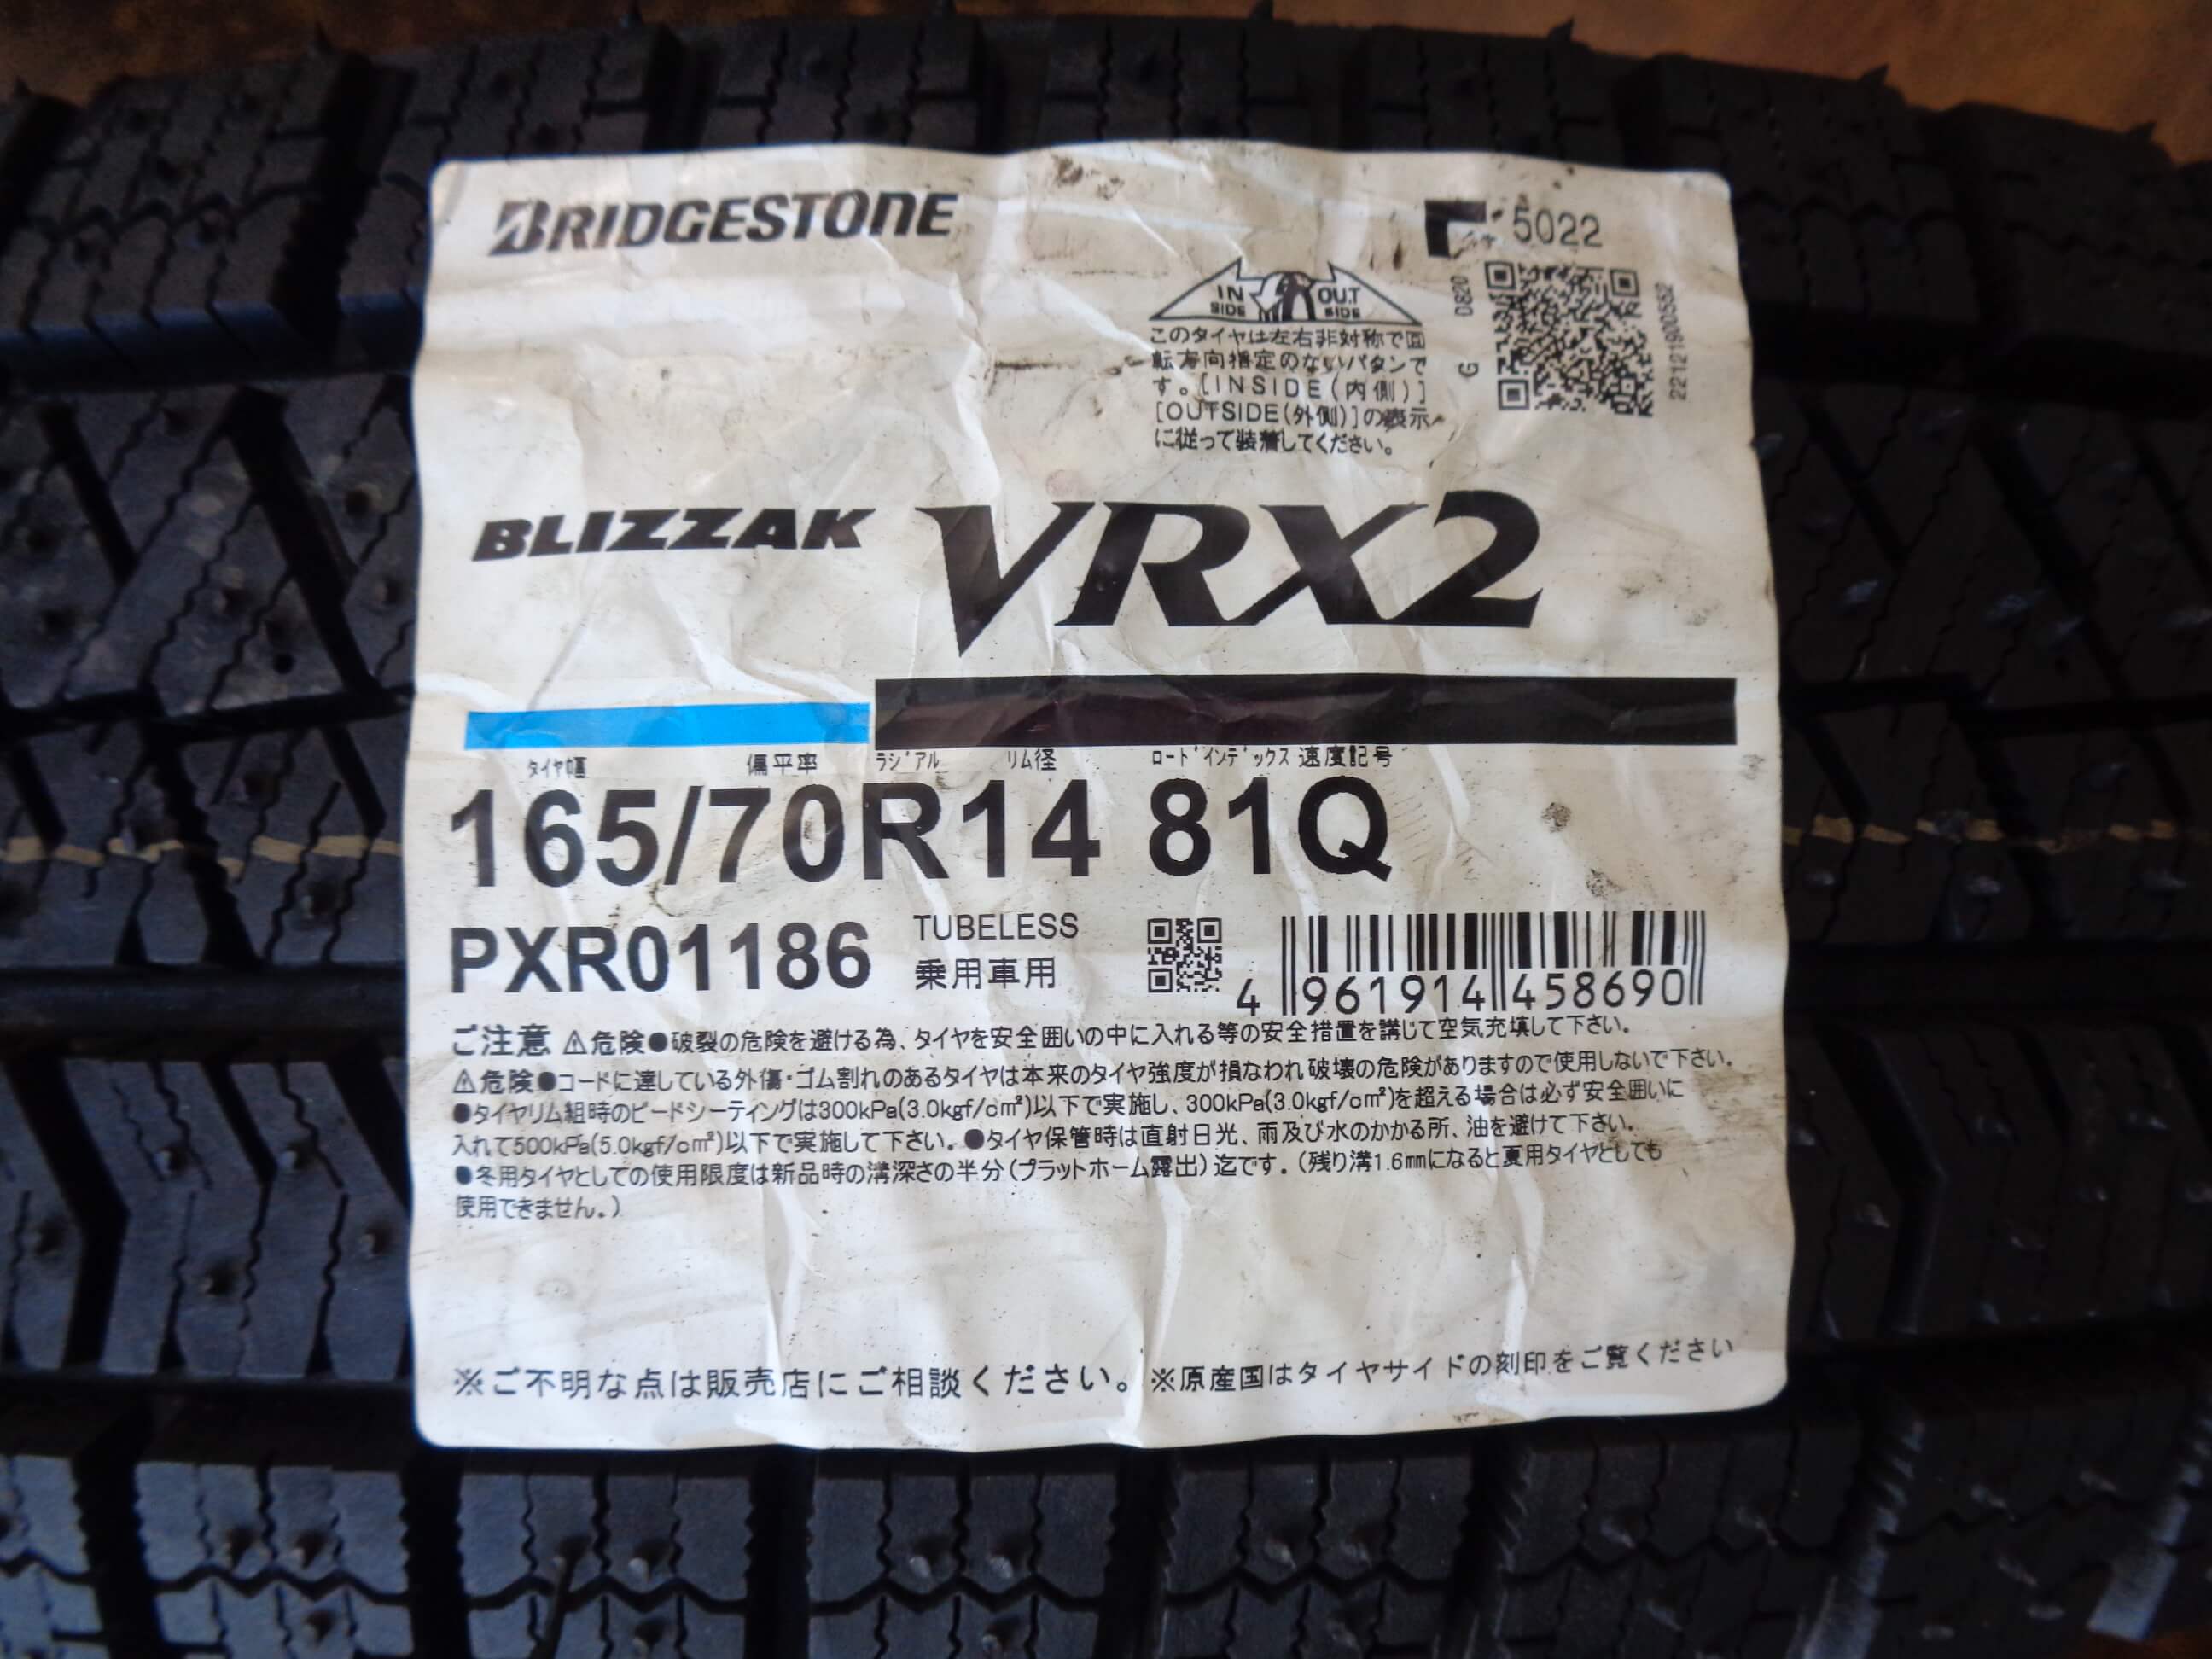 BRIDGESTONE
5022
IN SIDE
OUT SIDE
G 0820
22121900552
このタイヤは左右非対称で回
転方向指定のないパタンで
す。[INSIDE(内側)]
[OUTSIDE(外側)]の表示
に従って装着してください。
BLIZZAK VRX2
タイヤ幅 偏平率 ラジアル リム径 ロードインデックス 速度記号
165/70R14 81Q
PXR01186
TUBELESS
乗用車用
4 961914 458690
ご注意 ⚠危険●破裂の危険を避ける為、タイヤを安全囲いの中に入れる等の安全措置を講じて空気充填して下さい。
⚠危険●コードに達している外傷・ゴム割れのあるタイヤは本来のタイヤ強度が損なわれ破壊の危険がありますので使用しないで下さい。
●タイヤリム組時のビードシーティングは300kPa(3.0kgf/cm²)以下で実施し、300kPa(3.0kgf/cm²)を超える場合は必ず安全囲いに
入れて500kPa(5.0kgf/cm²)以下で実施して下さい。●タイヤ保管時は直射日光、雨及び水のかかる所、油を避けて下さい。
●冬用タイヤとしての使用限度は新品時の溝深さの半分(プラットホーム露出)迄です。(残り溝1.6mmになると夏用タイヤとしても
使用できません。)
※ご不明な点は販売店にご相談ください。※原産国はタイヤサイドの刻印をご覧ください